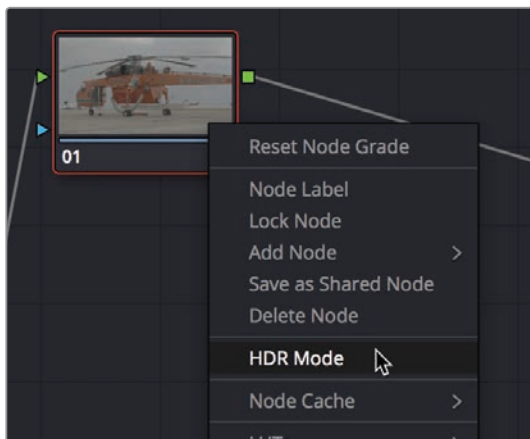 01
Reset Node Grade
Node Label
Lock Node
Add Node
Save as Shared Node
Delete Node
HDR Mode
Node Cache